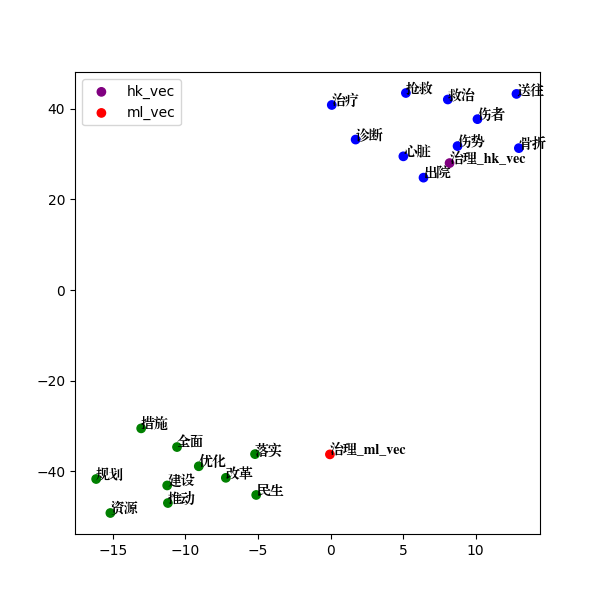 hk_vec
ml_vec
抢救
救治
送往
治疗
伤者
诊断
伤势
骨折
心脏
治理_hk_vec
出院
40
20
0
−20
−40
措施
全面
落实
治理_ml_vec
优化
规划
建设
改革
民生
推动
资源
−15
−10
−5
0
5
10